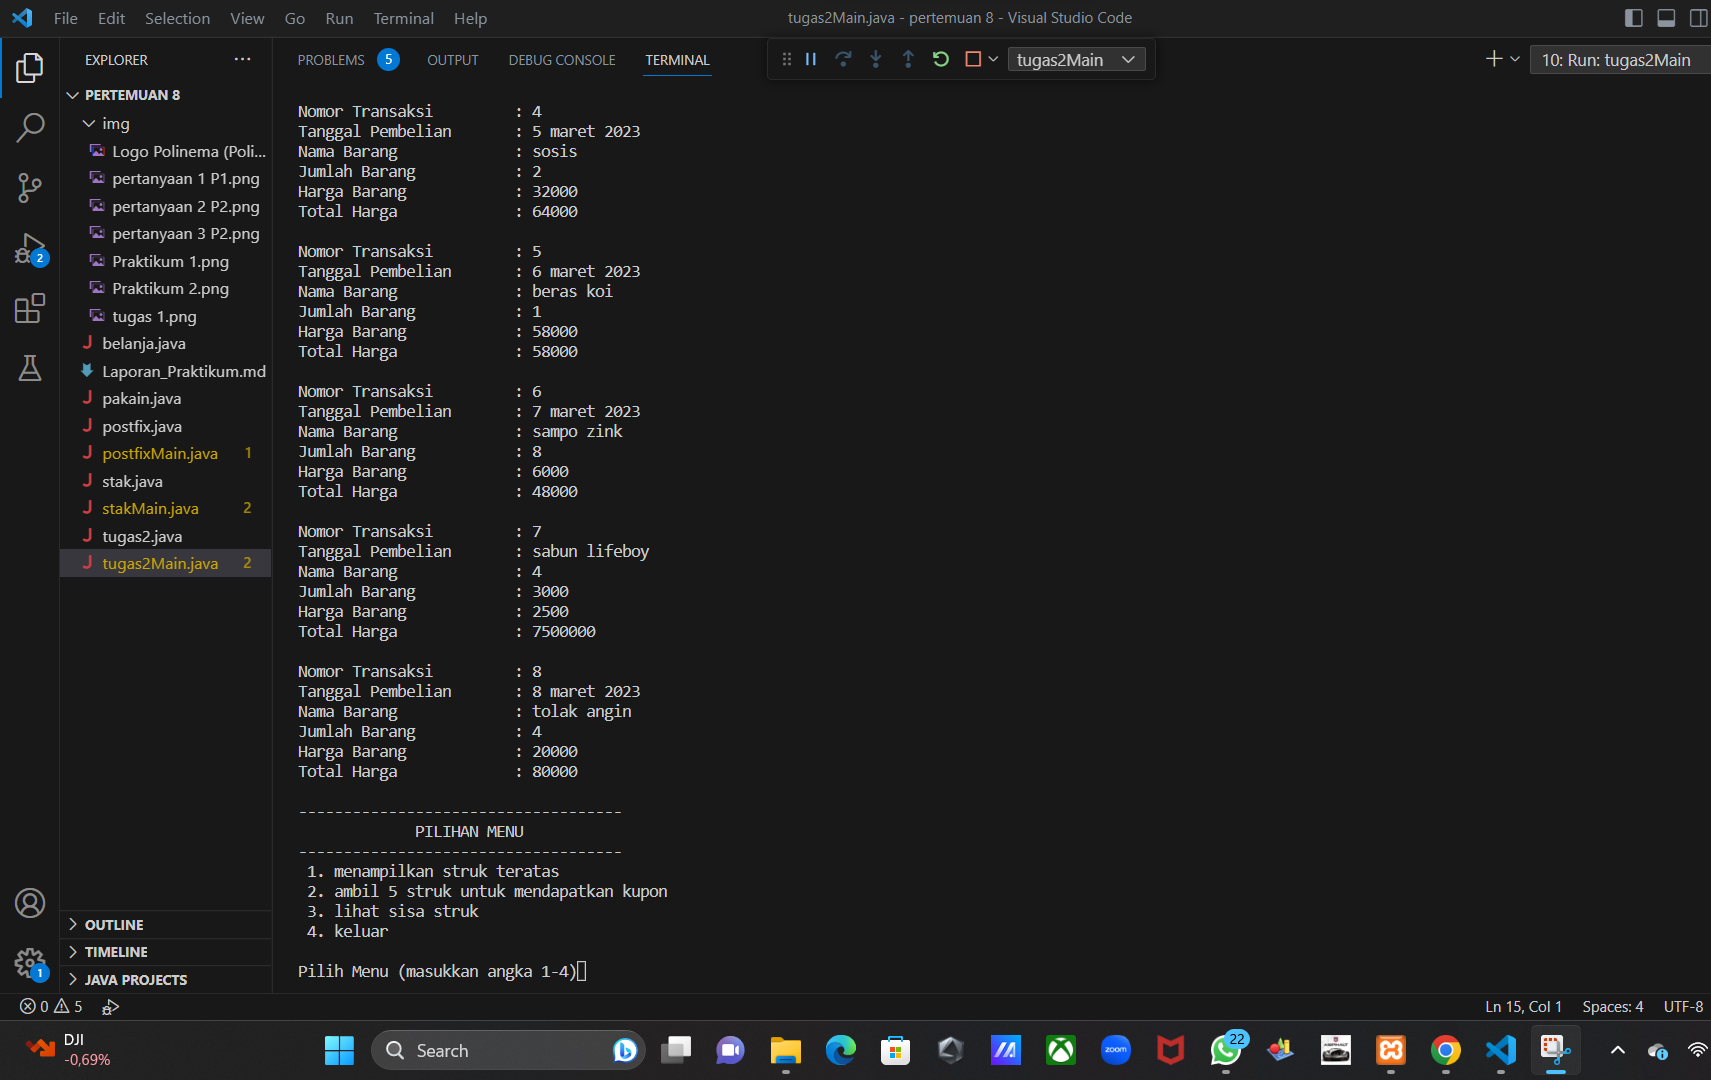 File Edit Selection View Go Run Terminal Help
tugas2Main.java - pertemuan 8 - Visual Studio Code
EXPLORER
PROBLEMS 5 OUTPUT DEBUG CONSOLE TERMINAL
tugas2Main
10: Run: tugas2Main
PERTEMUAN 8
img
Logo Polinema (Poli...
pertanyaan 1 P1.png
pertanyaan 2 P2.png
pertanyaan 3 P2.png
Praktikum 1.png
Praktikum 2.png
tugas 1.png
belanja.java
Laporan_Praktikum.md
pakain.java
postfix.java
postfixMain.java 1
stak.java
stakMain.java 2
tugas2.java
tugas2Main.java 2
2
OUTLINE
TIMELINE
JAVA PROJECTS
1
Nomor Transaksi : 4
Tanggal Pembelian : 5 maret 2023
Nama Barang : sosis
Jumlah Barang : 2
Harga Barang : 32000
Total Harga : 64000
Nomor Transaksi : 5
Tanggal Pembelian : 6 maret 2023
Nama Barang : beras koi
Jumlah Barang : 1
Harga Barang : 58000
Total Harga : 58000
Nomor Transaksi : 6
Tanggal Pembelian : 7 maret 2023
Nama Barang : sampo zink
Jumlah Barang : 8
Harga Barang : 6000
Total Harga : 48000
Nomor Transaksi : 7
Tanggal Pembelian : sabun lifeboy
Nama Barang : 4
Jumlah Barang : 3000
Harga Barang : 2500
Total Harga : 7500000
Nomor Transaksi : 8
Tanggal Pembelian : 8 maret 2023
Nama Barang : tolak angin
Jumlah Barang : 4
Harga Barang : 20000
Total Harga : 80000
------------------------------------
PILIHAN MENU
------------------------------------
1. menampilkan struk teratas
2. ambil 5 struk untuk mendapatkan kupon
3. lihat sisa struk
4. keluar
Pilih Menu (masukkan angka 1-4)
0 5
Ln 15, Col 1 Spaces: 4 UTF-8
DJI
-0,69%
Search
zoom
22